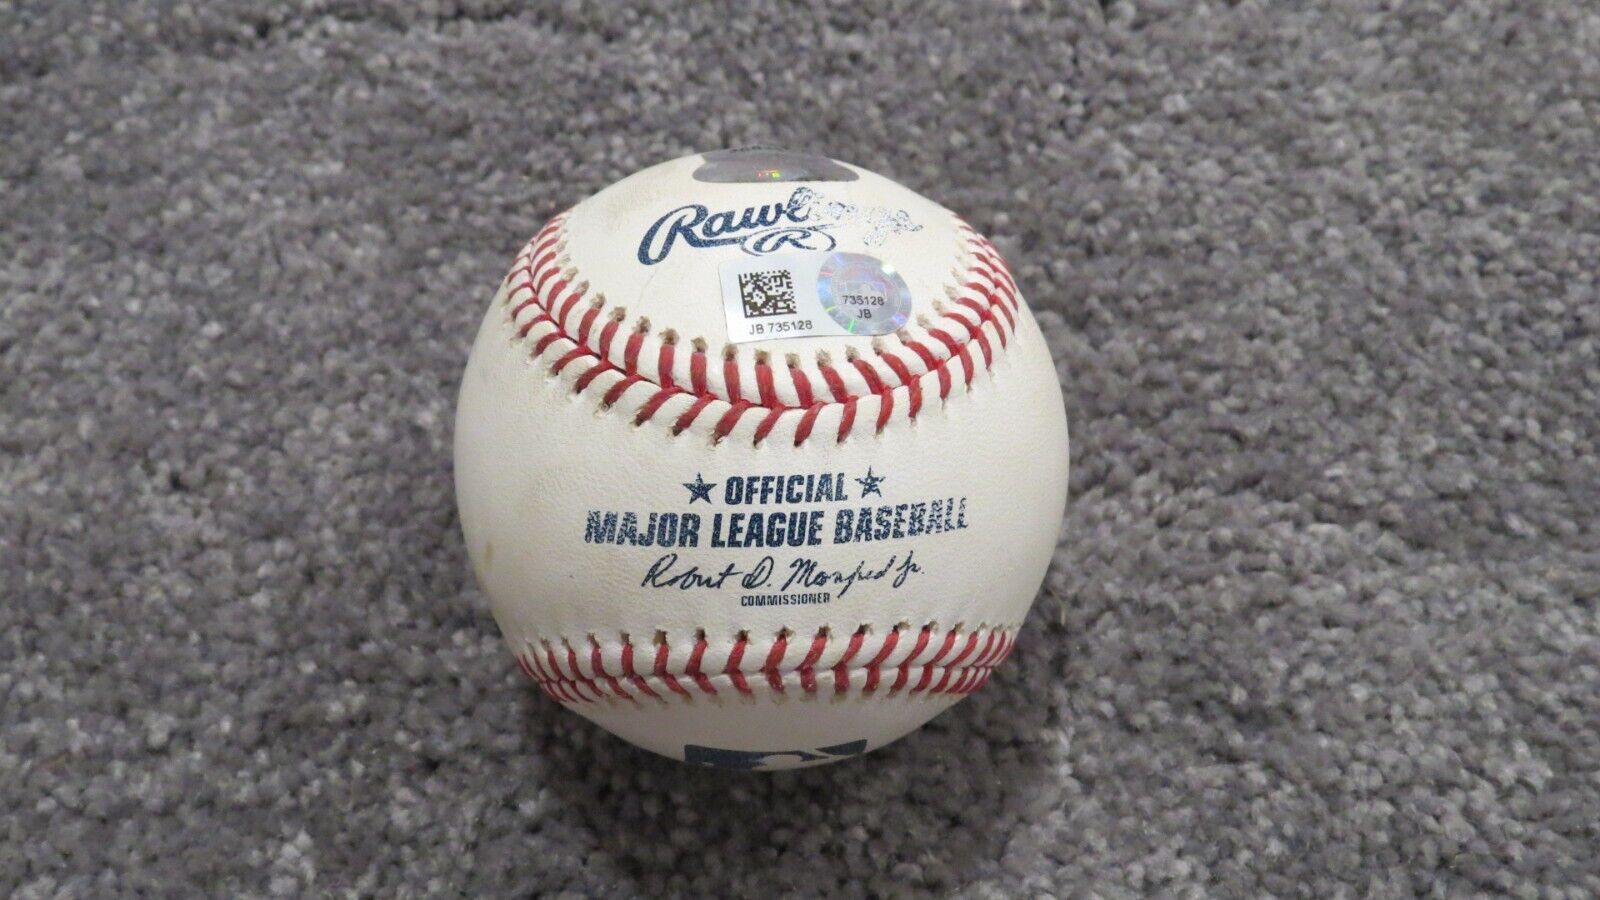 Rawlings
R
JB 735128
735128
JB
OFFICIAL
MAJOR LEAGUE BASEBALL
Robert D. Manfred Jr.
COMMISSIONER